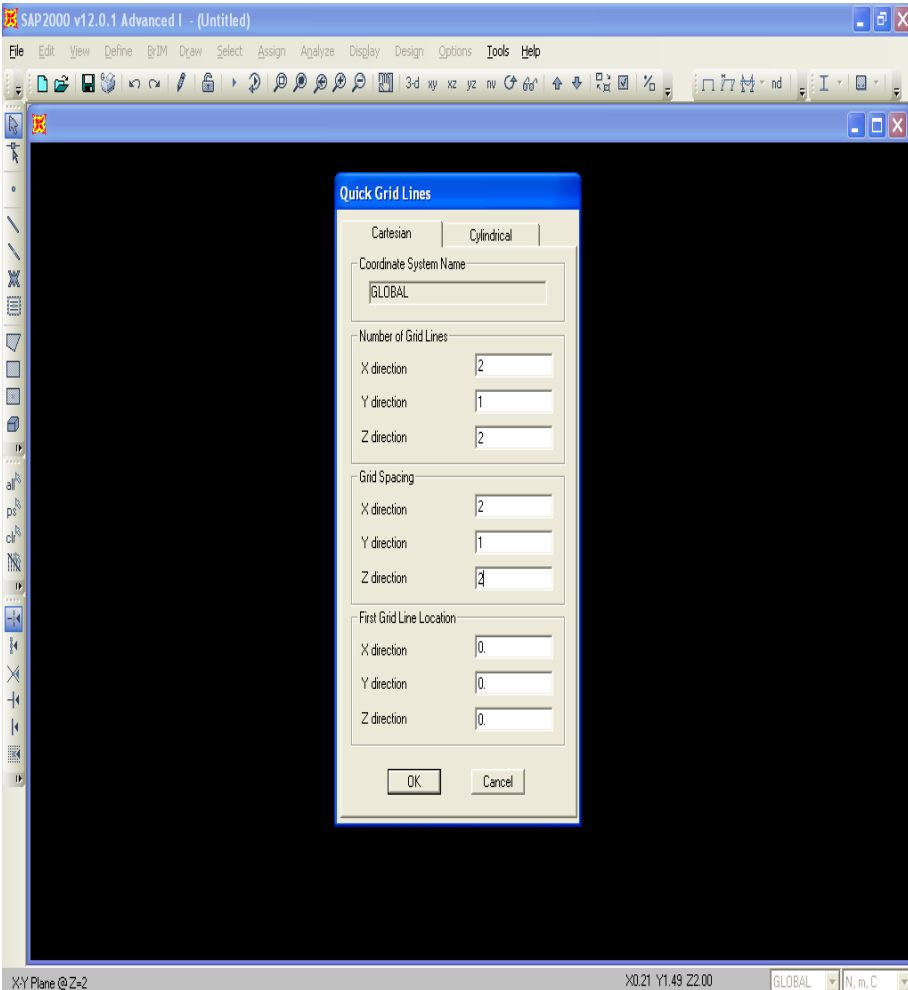 SAP2000 v12.0.1 Advanced I - (Untitled)
File Edit View Define BrIM Draw Select Assign Analyze Display Design Options Tools Help
3-d xy xz yz nv nd
Quick Grid Lines
Cartesian Cylindrical
Coordinate System Name
GLOBAL
Number of Grid Lines
X direction 2
Y direction 1
Z direction 2
Grid Spacing
X direction 2
Y direction 1
Z direction 2
First Grid Line Location
X direction 0.
Y direction 0.
Z direction 0.
OK Cancel
all
ps
clr
X-Y Plane @ Z=2 X0.21 Y1.49 Z2.00 GLOBAL N, m, C